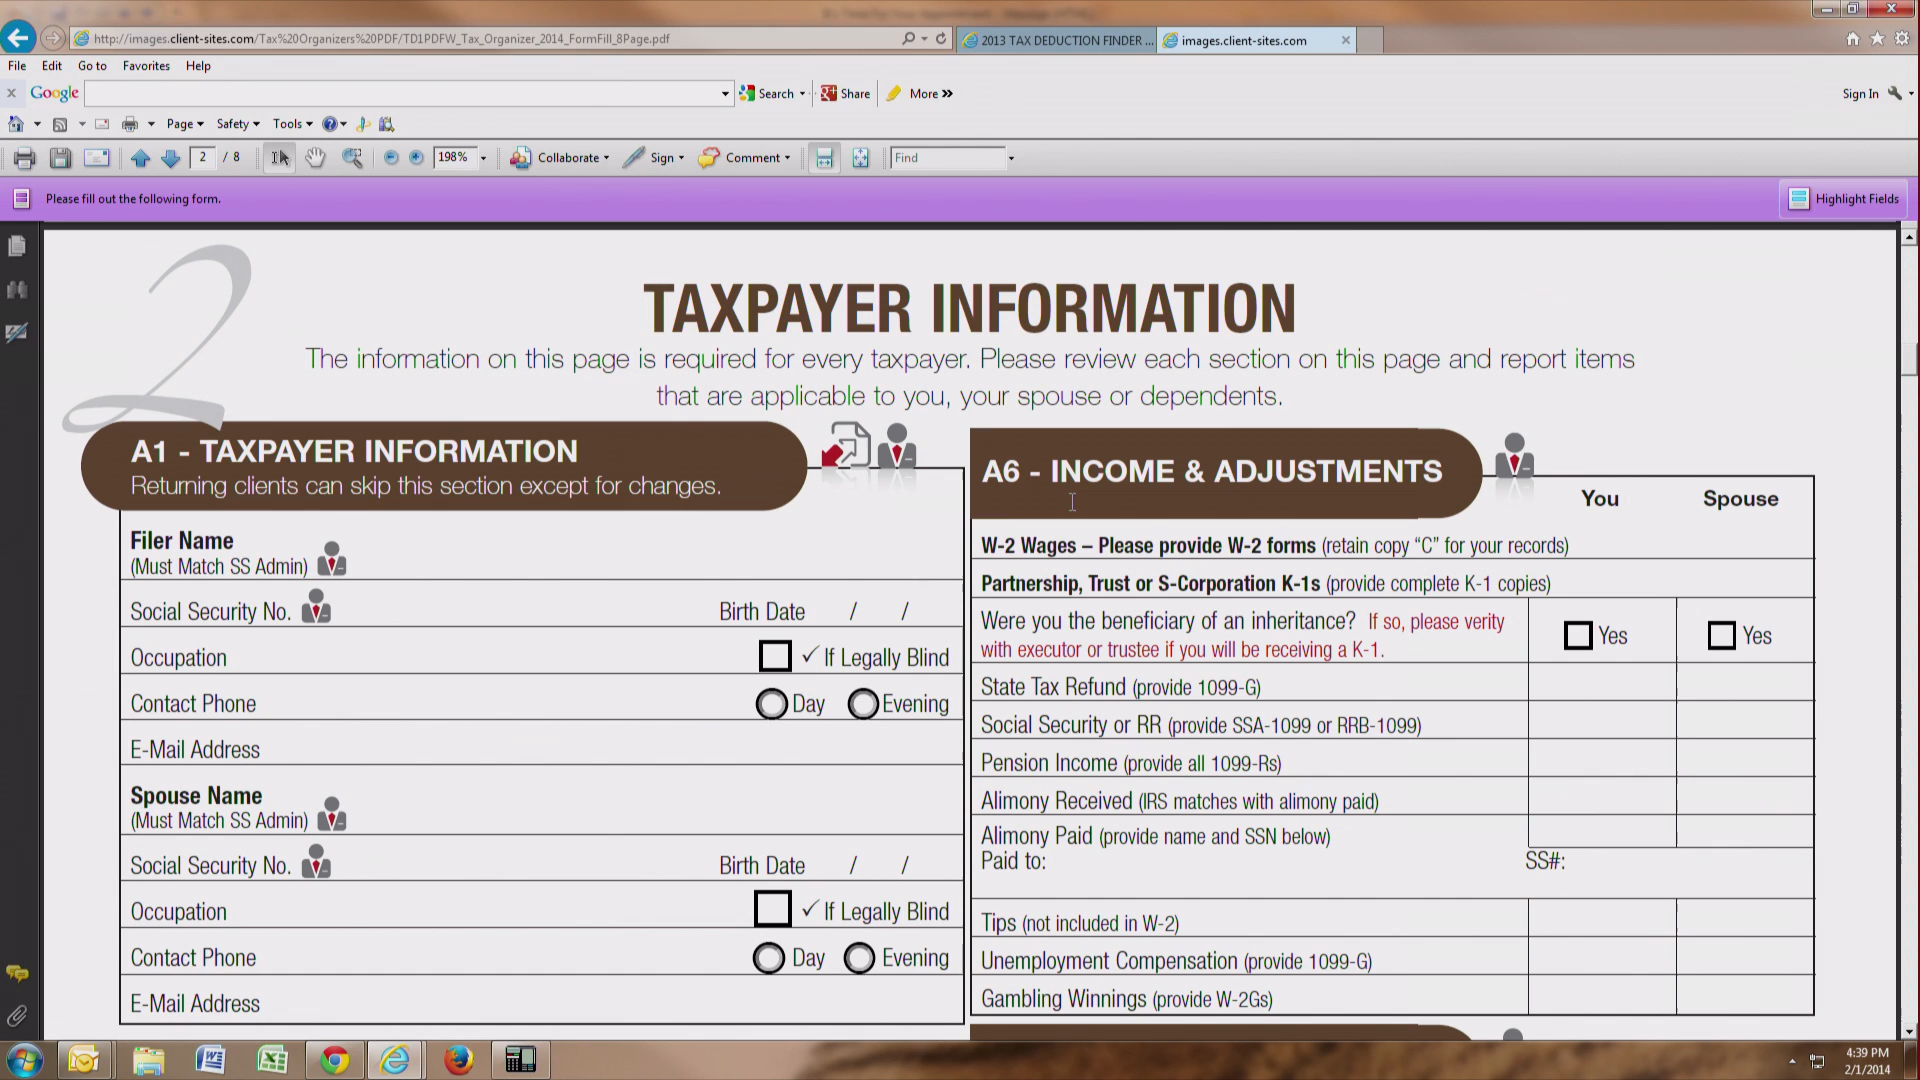 http://images.client-sites.com/Tax%20Organizers%20PDF/TD1PDFW_Tax_Organizer_2014_FormFill_8Page.pdf
2013 TAX DEDUCTION FINDER ...
images.client-sites.com
File Edit Go to Favorites Help
Google
Search
Share
More »
Sign In
Page Safety Tools
2 / 8
198%
Collaborate
Sign
Comment
Find
Please fill out the following form.
Highlight Fields
2
TAXPAYER INFORMATION
The information on this page is required for every taxpayer. Please review each section on this page and report items
that are applicable to you, your spouse or dependents.
A1 - TAXPAYER INFORMATION
Returning clients can skip this section except for changes.
Filer Name
(Must Match SS Admin)
Social Security No. Birth Date / /
Occupation ✓ If Legally Blind
Contact Phone Day Evening
E-Mail Address
Spouse Name
(Must Match SS Admin)
Social Security No. Birth Date / /
Occupation ✓ If Legally Blind
Contact Phone Day Evening
E-Mail Address
A6 - INCOME & ADJUSTMENTS
You Spouse
W-2 Wages – Please provide W-2 forms (retain copy “C” for your records)
Partnership, Trust or S-Corporation K-1s (provide complete K-1 copies)
Were you the beneficiary of an inheritance? If so, please verity
with executor or trustee if you will be receiving a K-1.
Yes Yes
State Tax Refund (provide 1099-G)
Social Security or RR (provide SSA-1099 or RRB-1099)
Pension Income (provide all 1099-Rs)
Alimony Received (IRS matches with alimony paid)
Alimony Paid (provide name and SSN below)
Paid to: SS#:
Tips (not included in W-2)
Unemployment Compensation (provide 1099-G)
Gambling Winnings (provide W-2Gs)
4:39 PM
2/1/2014